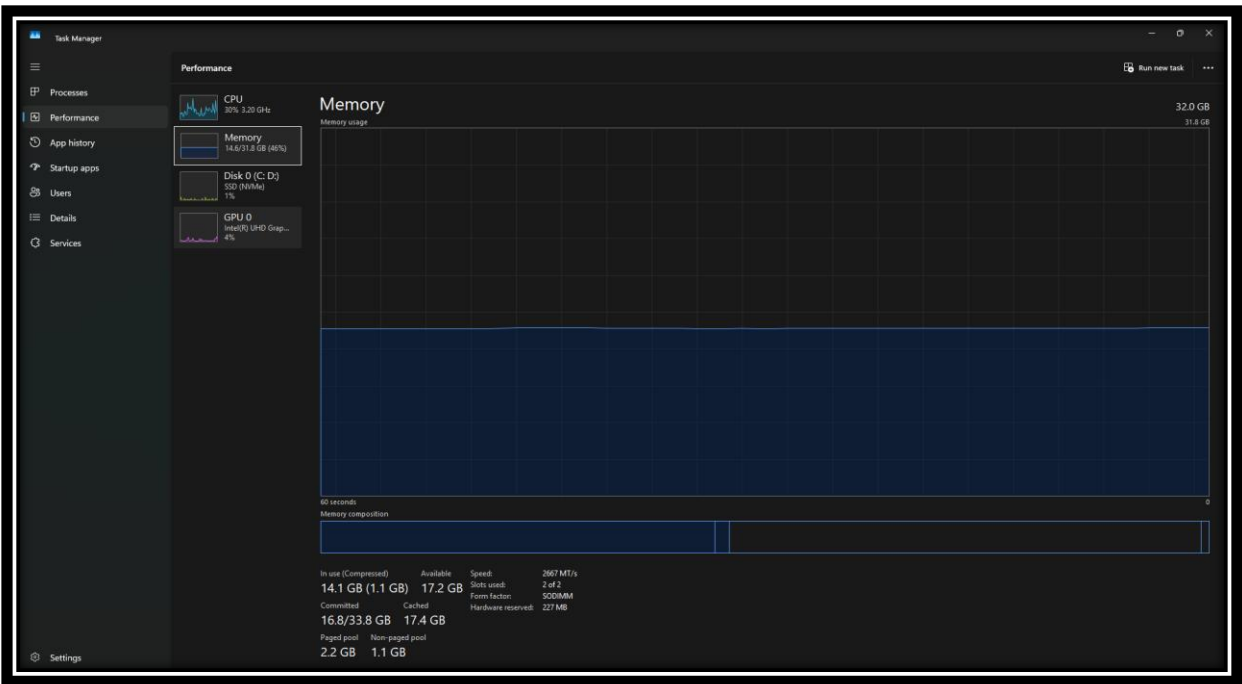 Task Manager
Performance
Run new task
Processes
Performance
App history
Startup apps
Users
Details
Services
Settings
CPU
30% 3.20 GHz
Memory
14.6/31.8 GB (46%)
Disk 0 (C: D:)
SSD (NVMe)
1%
GPU 0
Intel(R) UHD Grap...
4%
Memory 32.0 GB
Memory usage 31.8 GB
60 seconds 0
Memory composition
In use (Compressed) Available
14.1 GB (1.1 GB) 17.2 GB
Committed Cached
16.8/33.8 GB 17.4 GB
Paged pool Non-paged pool
2.2 GB 1.1 GB
Speed: 2667 MT/s
Slots used: 2 of 2
Form factor: SODIMM
Hardware reserved: 227 MB